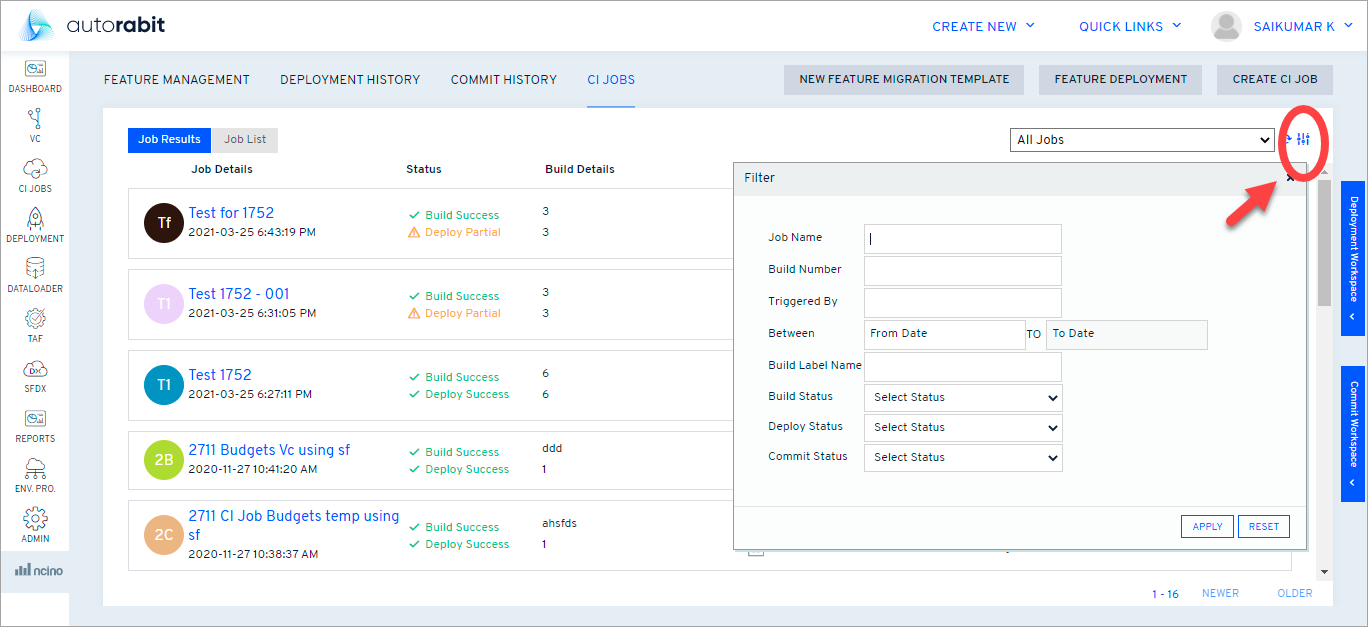 autorabit
CREATE NEW
QUICK LINKS
SAIKUMAR K
DASHBOARD
VC
CI JOBS
DEPLOYMENT
DATALOADER
TAF
DX
SFDX
REPORTS
ENV. PRO.
ADMIN
ncino
FEATURE MANAGEMENT
DEPLOYMENT HISTORY
COMMIT HISTORY
CI JOBS
NEW FEATURE MIGRATION TEMPLATE
FEATURE DEPLOYMENT
CREATE CI JOB
Job Results
Job List
All Jobs
Job Details
Status
Build Details
Tf
Test for 1752
2021-03-25 6:43:19 PM
Build Success
Deploy Partial
3
3
T1
Test 1752 - 001
2021-03-25 6:31:05 PM
Build Success
Deploy Partial
3
3
T1
Test 1752
2021-03-25 6:27:11 PM
Build Success
Deploy Success
6
6
2B
2711 Budgets Vc using sf
2020-11-27 10:41:20 AM
Build Success
Deploy Success
ddd
1
2C
2711 CI Job Budgets temp using
sf
2020-11-27 10:38:37 AM
Build Success
Deploy Success
ahsfds
1
Filter
Job Name
Build Number
Triggered By
Between
From Date
TO
To Date
Build Label Name
Build Status
Select Status
Deploy Status
Select Status
Commit Status
Select Status
APPLY
RESET
1 - 16
NEWER
OLDER
Deployment Workspace
Commit Workspace